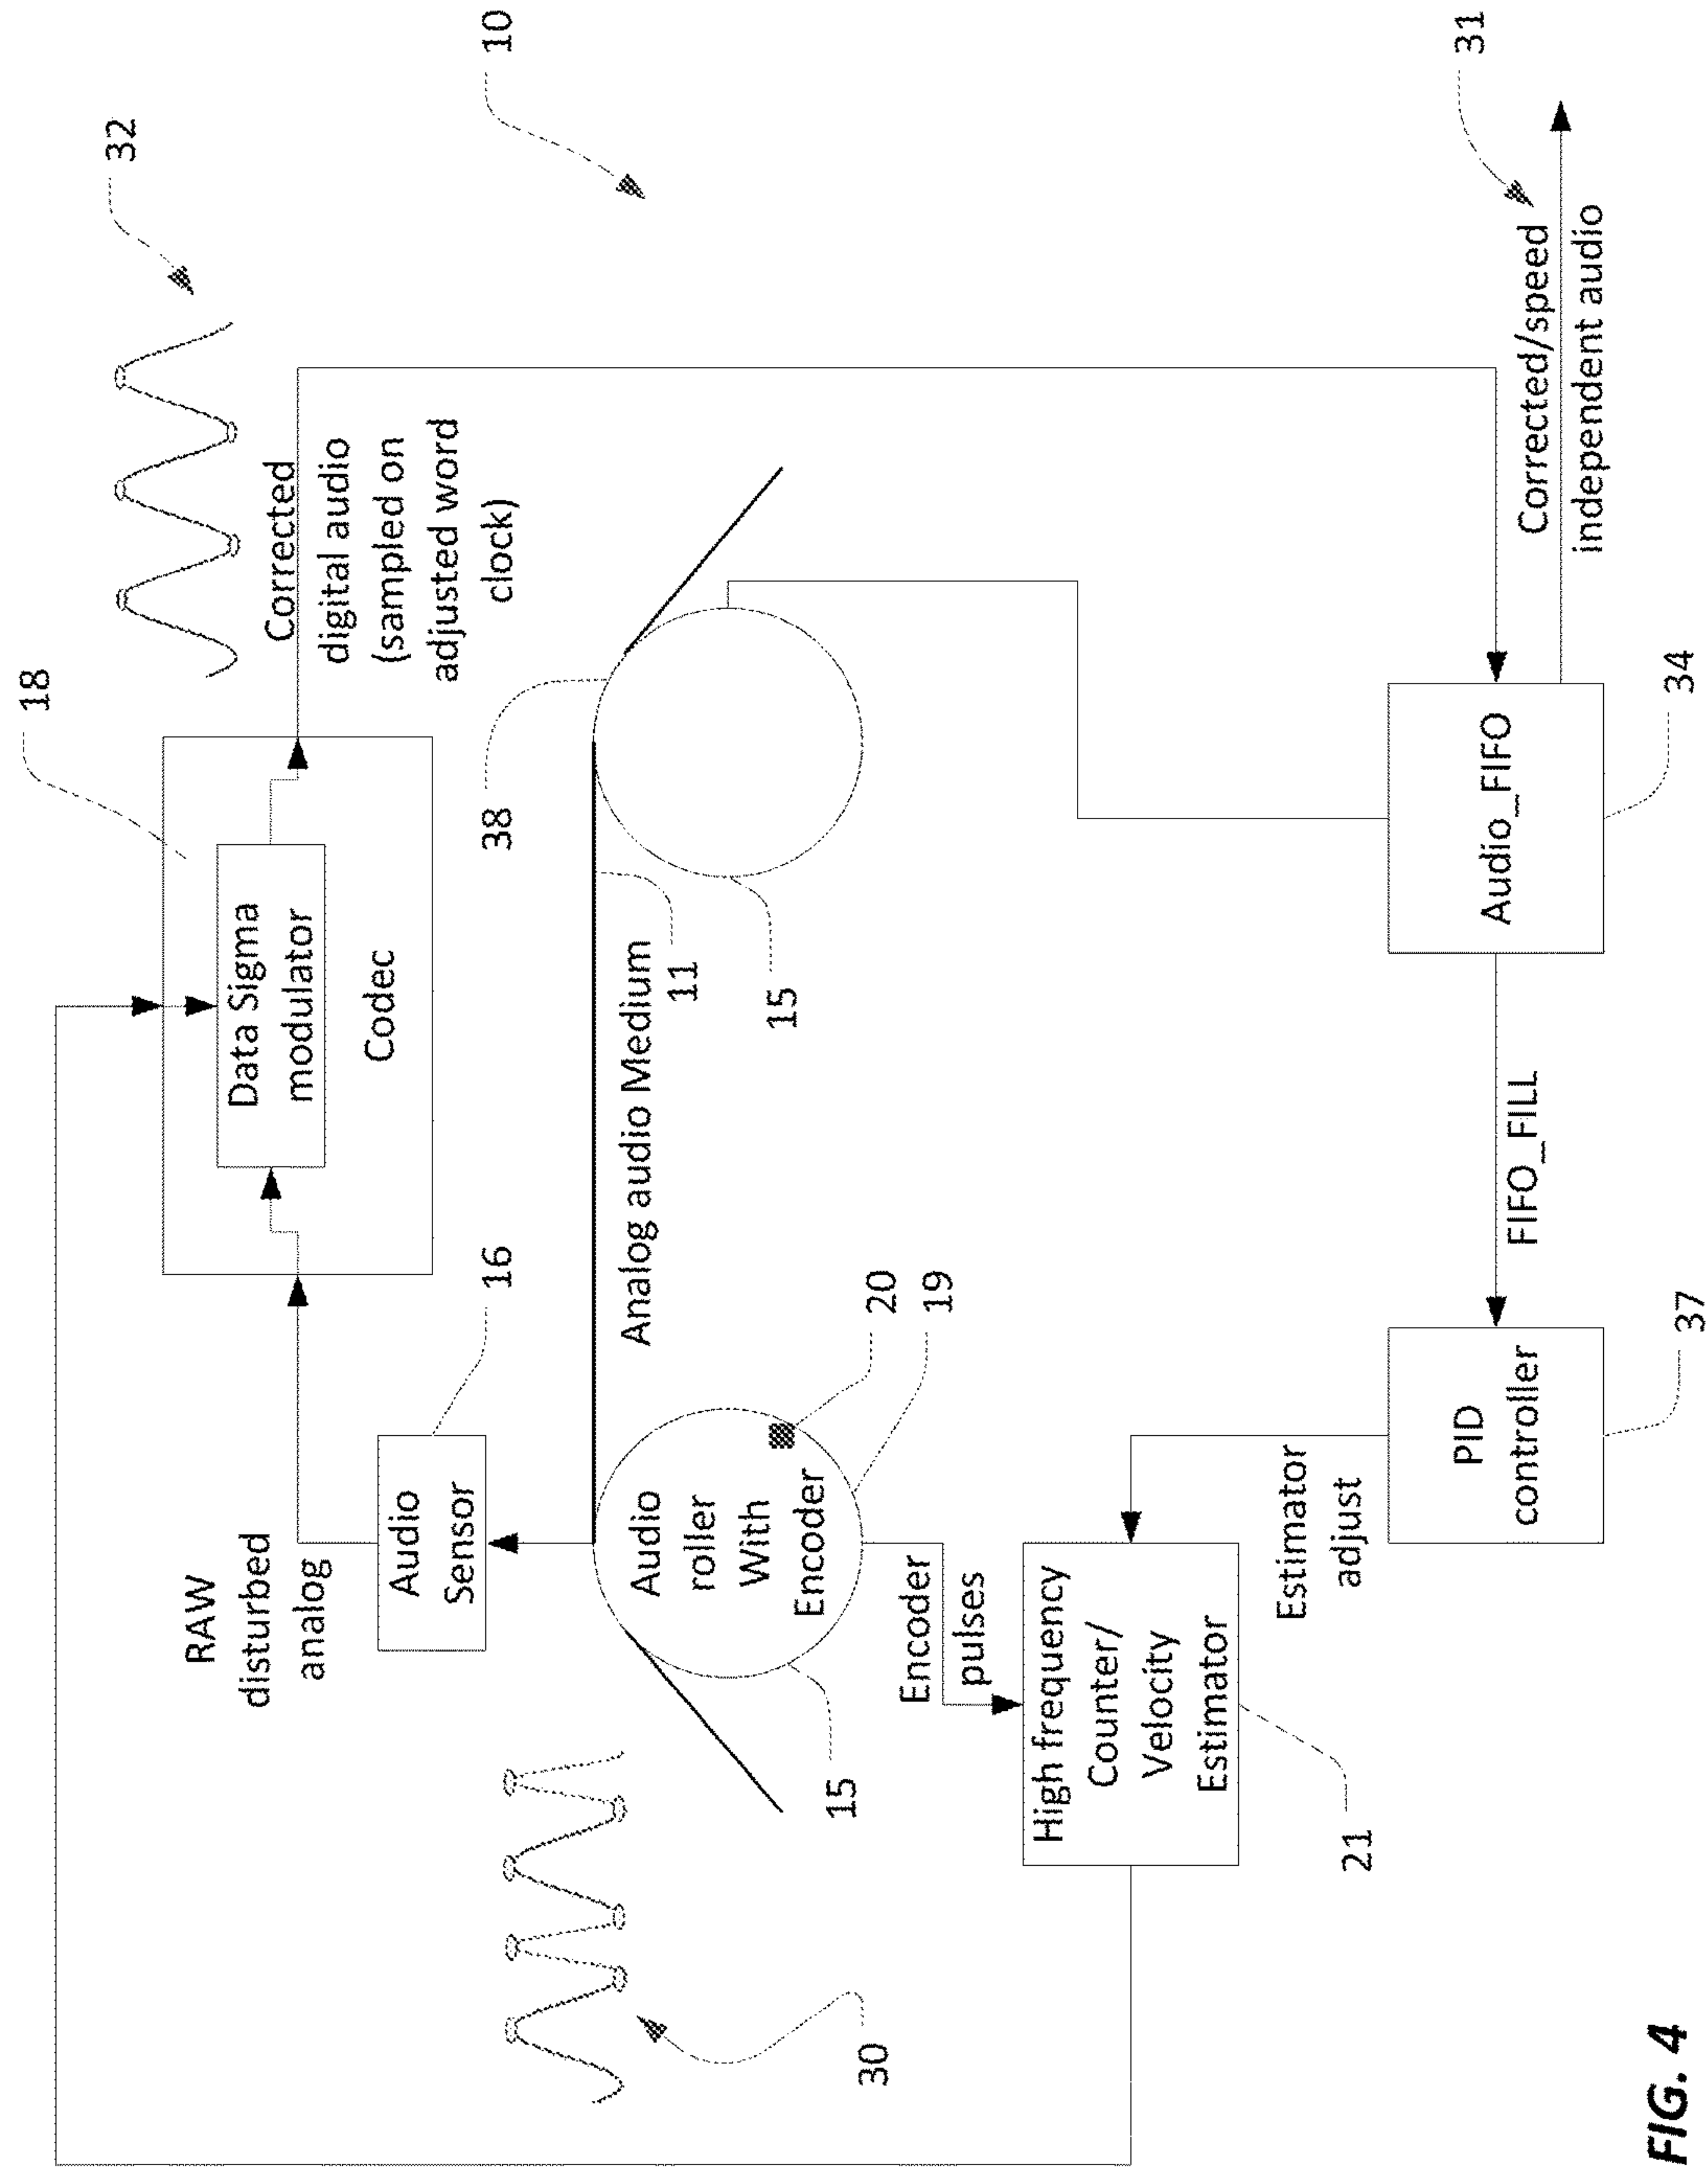 32
10
18
Data Sigma
modulator
Codec
Corrected
digital audio
(sampled on
adjusted word
clock)
RAW
disturbed
analog
16
Audio
Sensor
38
30
Analog audio Medium
11
Audio
roller
With
Encoder
20
19
15
15
Encoder
pulses
High frequency
Counter/
Velocity
Estimator
21
Estimator
adjust
PID
controller
37
FIFO_FILL
Audio_FIFO
34
31
Corrected/speed
independent audio
FIG. 4